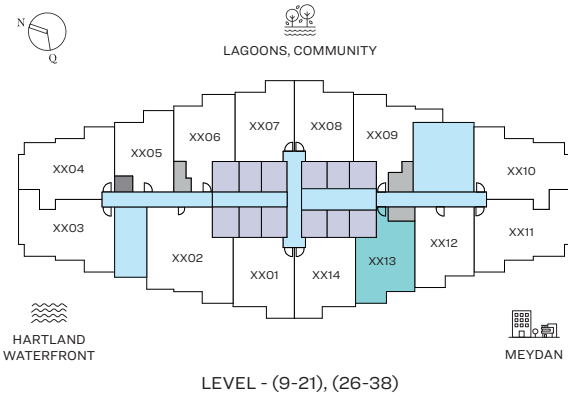 N
Q
LAGOONS, COMMUNITY
XX07
XX08
XX06
XX09
XX05
XX04
XX10
XX03
XX11
XX02
XX12
XX13
XX01
XX14
HARTLAND
WATERFRONT
MEYDAN
LEVEL - (9-21), (26-38)